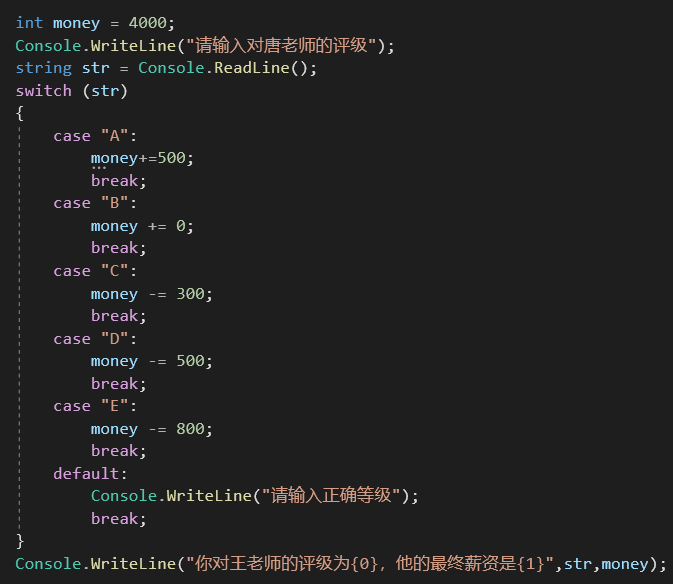 int money = 4000;
Console.WriteLine("请输入对唐老师的评级");
string str = Console.ReadLine();
switch (str)
{
    case "A":
        money+=500;
        break;
    case "B":
        money += 0;
        break;
    case "C":
        money -= 300;
        break;
    case "D":
        money -= 500;
        break;
    case "E":
        money -= 800;
        break;
    default:
        Console.WriteLine("请输入正确等级");
        break;
}
Console.WriteLine("你对王老师的评级为{0}，他的最终薪资是{1}",str,money);